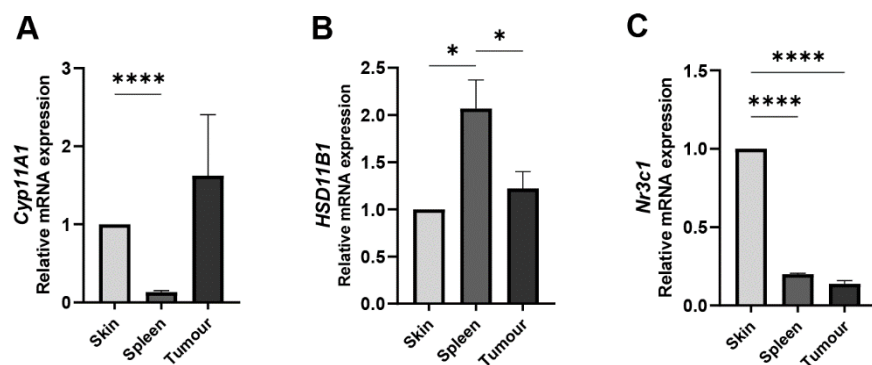 A
Cyp11A1
Relative mRNA expression
3
2
1
0
****
Skin
Spleen
Tumour
B
HSD11B1
Relative mRNA expression
2.5
2.0
1.5
1.0
0.5
0.0
*
*
Skin
Spleen
Tumour
C
Nr3c1
Relative mRNA expression
1.5
1.0
0.5
0.0
****
****
Skin
Spleen
Tumour